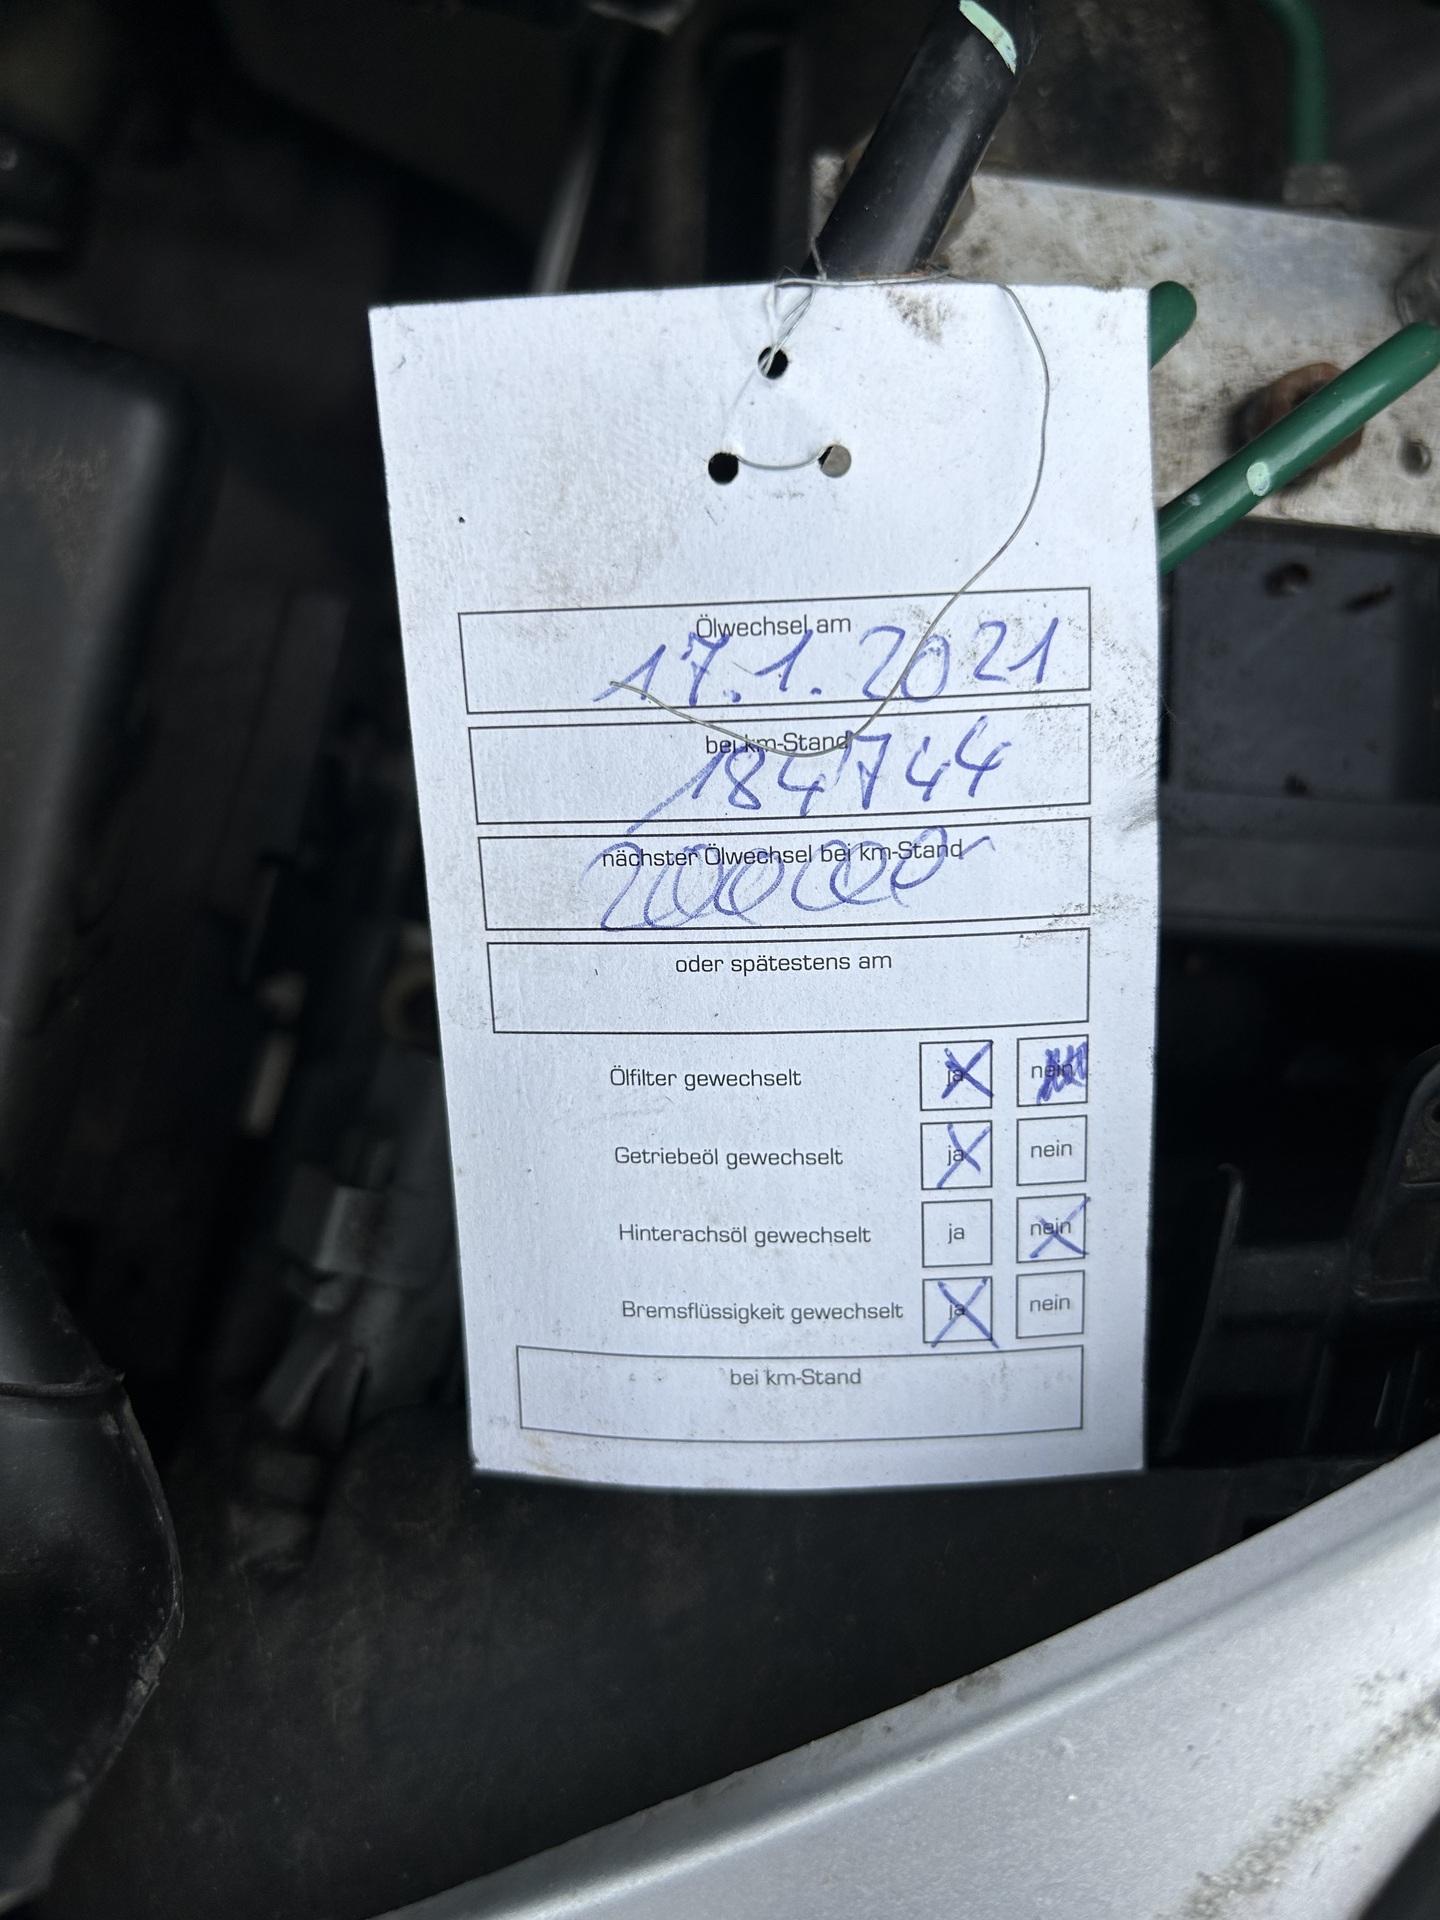 Ölwechsel am
17.1.2021
bei km-Stand
184744
nächster Ölwechsel bei km-Stand
200000
oder spätestens am
Ölfilter gewechselt ja nein
Getriebeöl gewechselt ja nein
Hinterachsöl gewechselt ja nein
Bremsflüssigkeit gewechselt ja nein
bei km-Stand